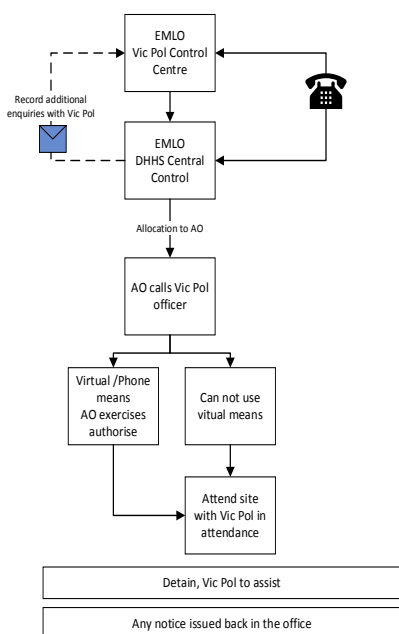 EMLO
Vic Pol Control
Centre
Record additional
enquiries with Vic Pol
EMLO
DHHS Central
Control
Allocation to AO
AO calls Vic Pol
officer
Virtual /Phone
means
AO exercises
authorise
Can not use
vitual means
Attend site
with Vic Pol in
attendance
Detain, Vic Pol to assist
Any notice issued back in the office